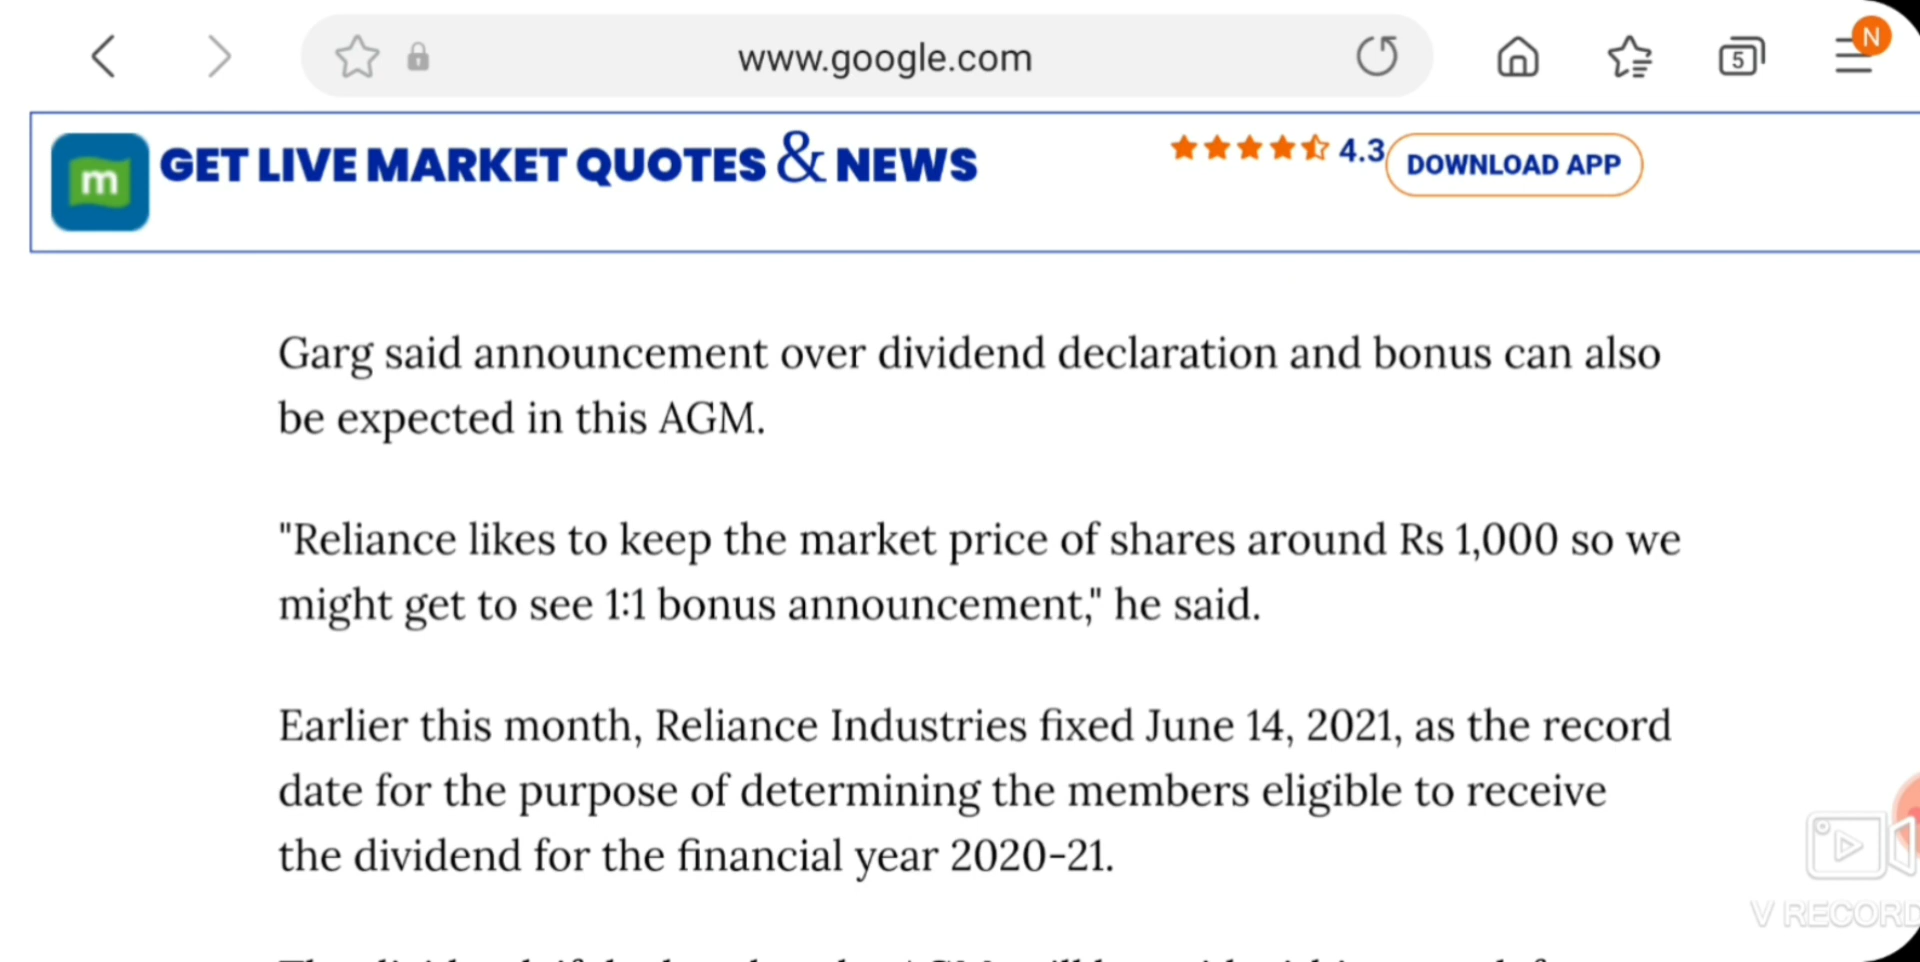 www.google.com
5
N
m
GET LIVE MARKET QUOTES & NEWS
4.3
DOWNLOAD APP
Garg said announcement over dividend declaration and bonus can also
be expected in this AGM.
"Reliance likes to keep the market price of shares around Rs 1,000 so we
might get to see 1:1 bonus announcement," he said.
Earlier this month, Reliance Industries fixed June 14, 2021, as the record
date for the purpose of determining the members eligible to receive
the dividend for the financial year 2020-21.
V RECORD